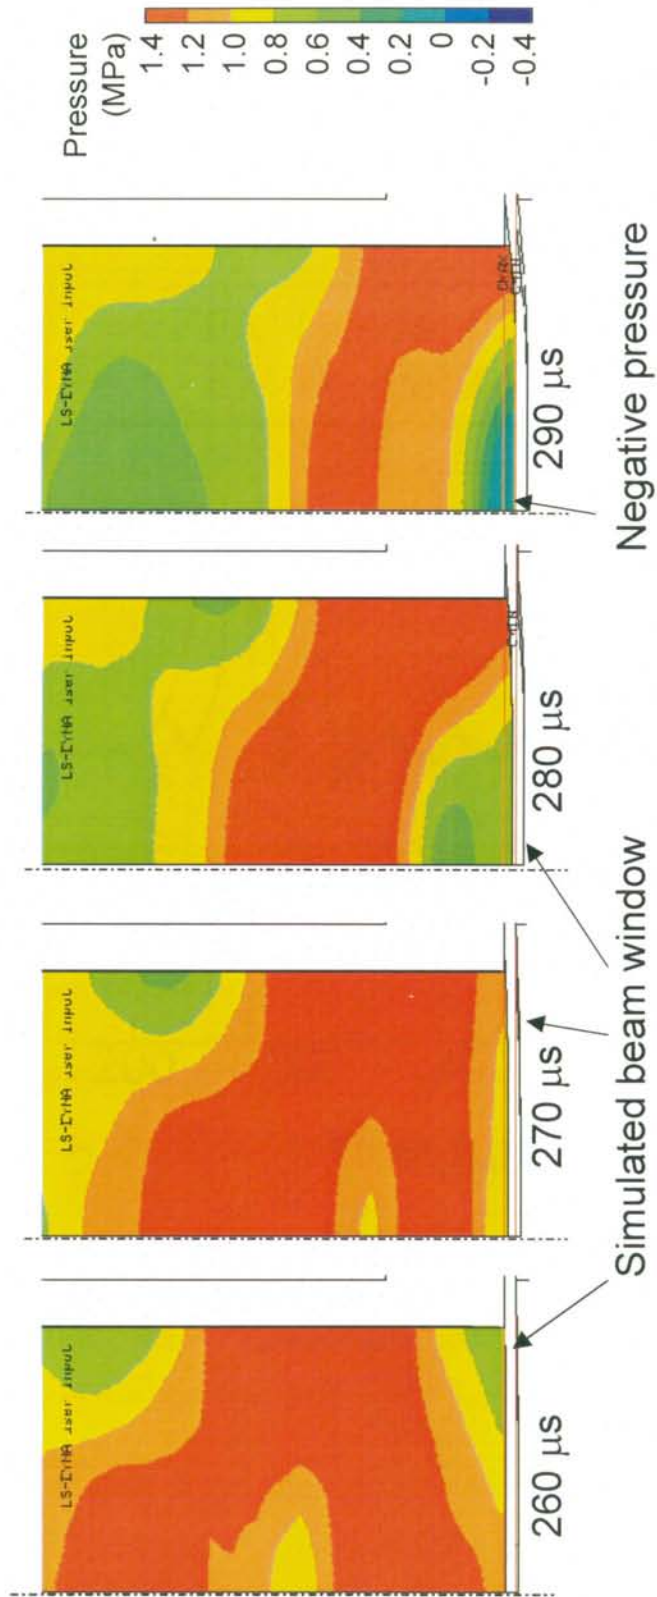 Pressure
(MPa)
1.4
1.2
1.0
0.8
0.6
0.4
0.2
0
-0.2
-0.4
LS-DYNA user input
LS-DYNA user input
LS-DYNA user input
LS-DYNA user input
260 μs
270 μs
280 μs
290 μs
Simulated beam window
Negative pressure